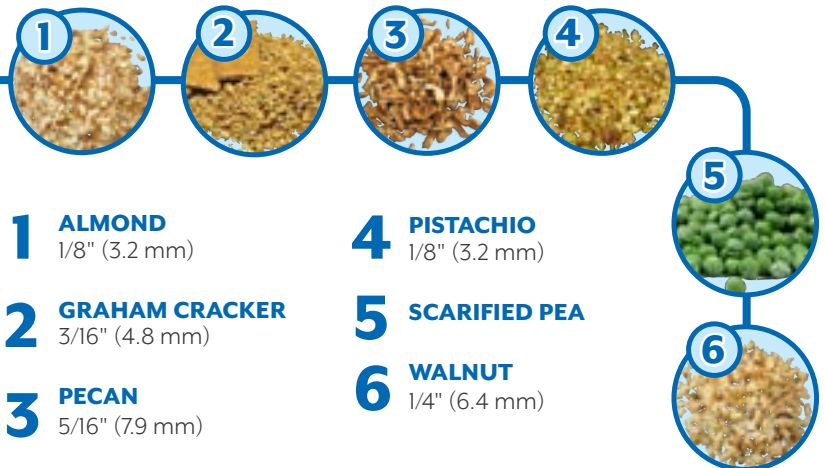 1
2
3
4
5
6
1 ALMOND
1/8" (3.2 mm)
2 GRAHAM CRACKER
3/16" (4.8 mm)
3 PECAN
5/16" (7.9 mm)
4 PISTACHIO
1/8" (3.2 mm)
5 SCARIFIED PEA
6 WALNUT
1/4" (6.4 mm)